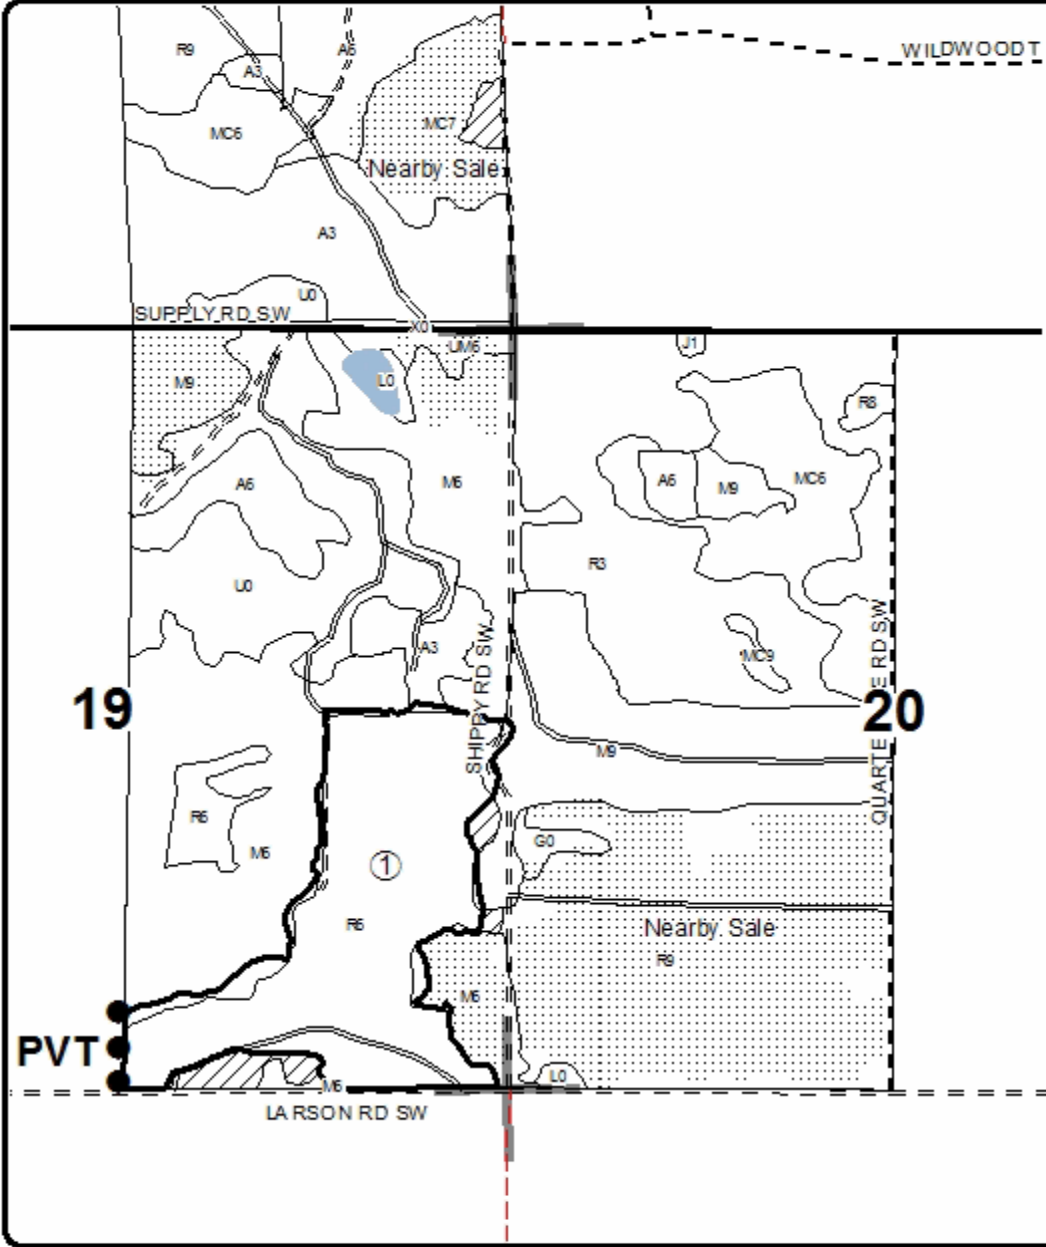 R9
A6
A3
WILDWOOD T
MC6
MC7
Nearby Sale
A3
U0
SUPPLY RD SW
X0
UM6
J1
M9
L0
R8
A6
M6
A6
M9
MC6
U0
R3
A3
MC9
SHIPPY RD SW
QUARTE E RD SW
19
20
M9
R6
M6
G0
1
R6
Nearby Sale
R9
M6
PVT
L0
M6
LARSON RD SW